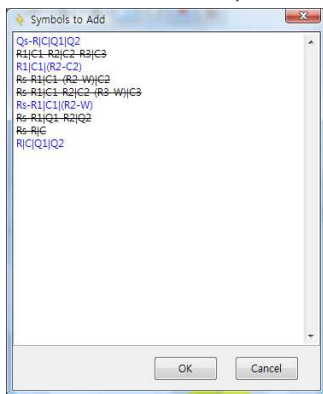 Symbols to Add
Qs-R|C|Q1|Q2
R1|C1-R2|C2-R3|C3
R1|C1|(R2-C2)
Rs-R1|C1-(R2-W)|C2
Rs-R1|C1-R2|C2-(R3-W)|C3
Rs-R1|C1|(R2-W)
Rs-R1|Q1-R2|Q2
Rs-R|C
R|C|Q1|Q2
OK
Cancel